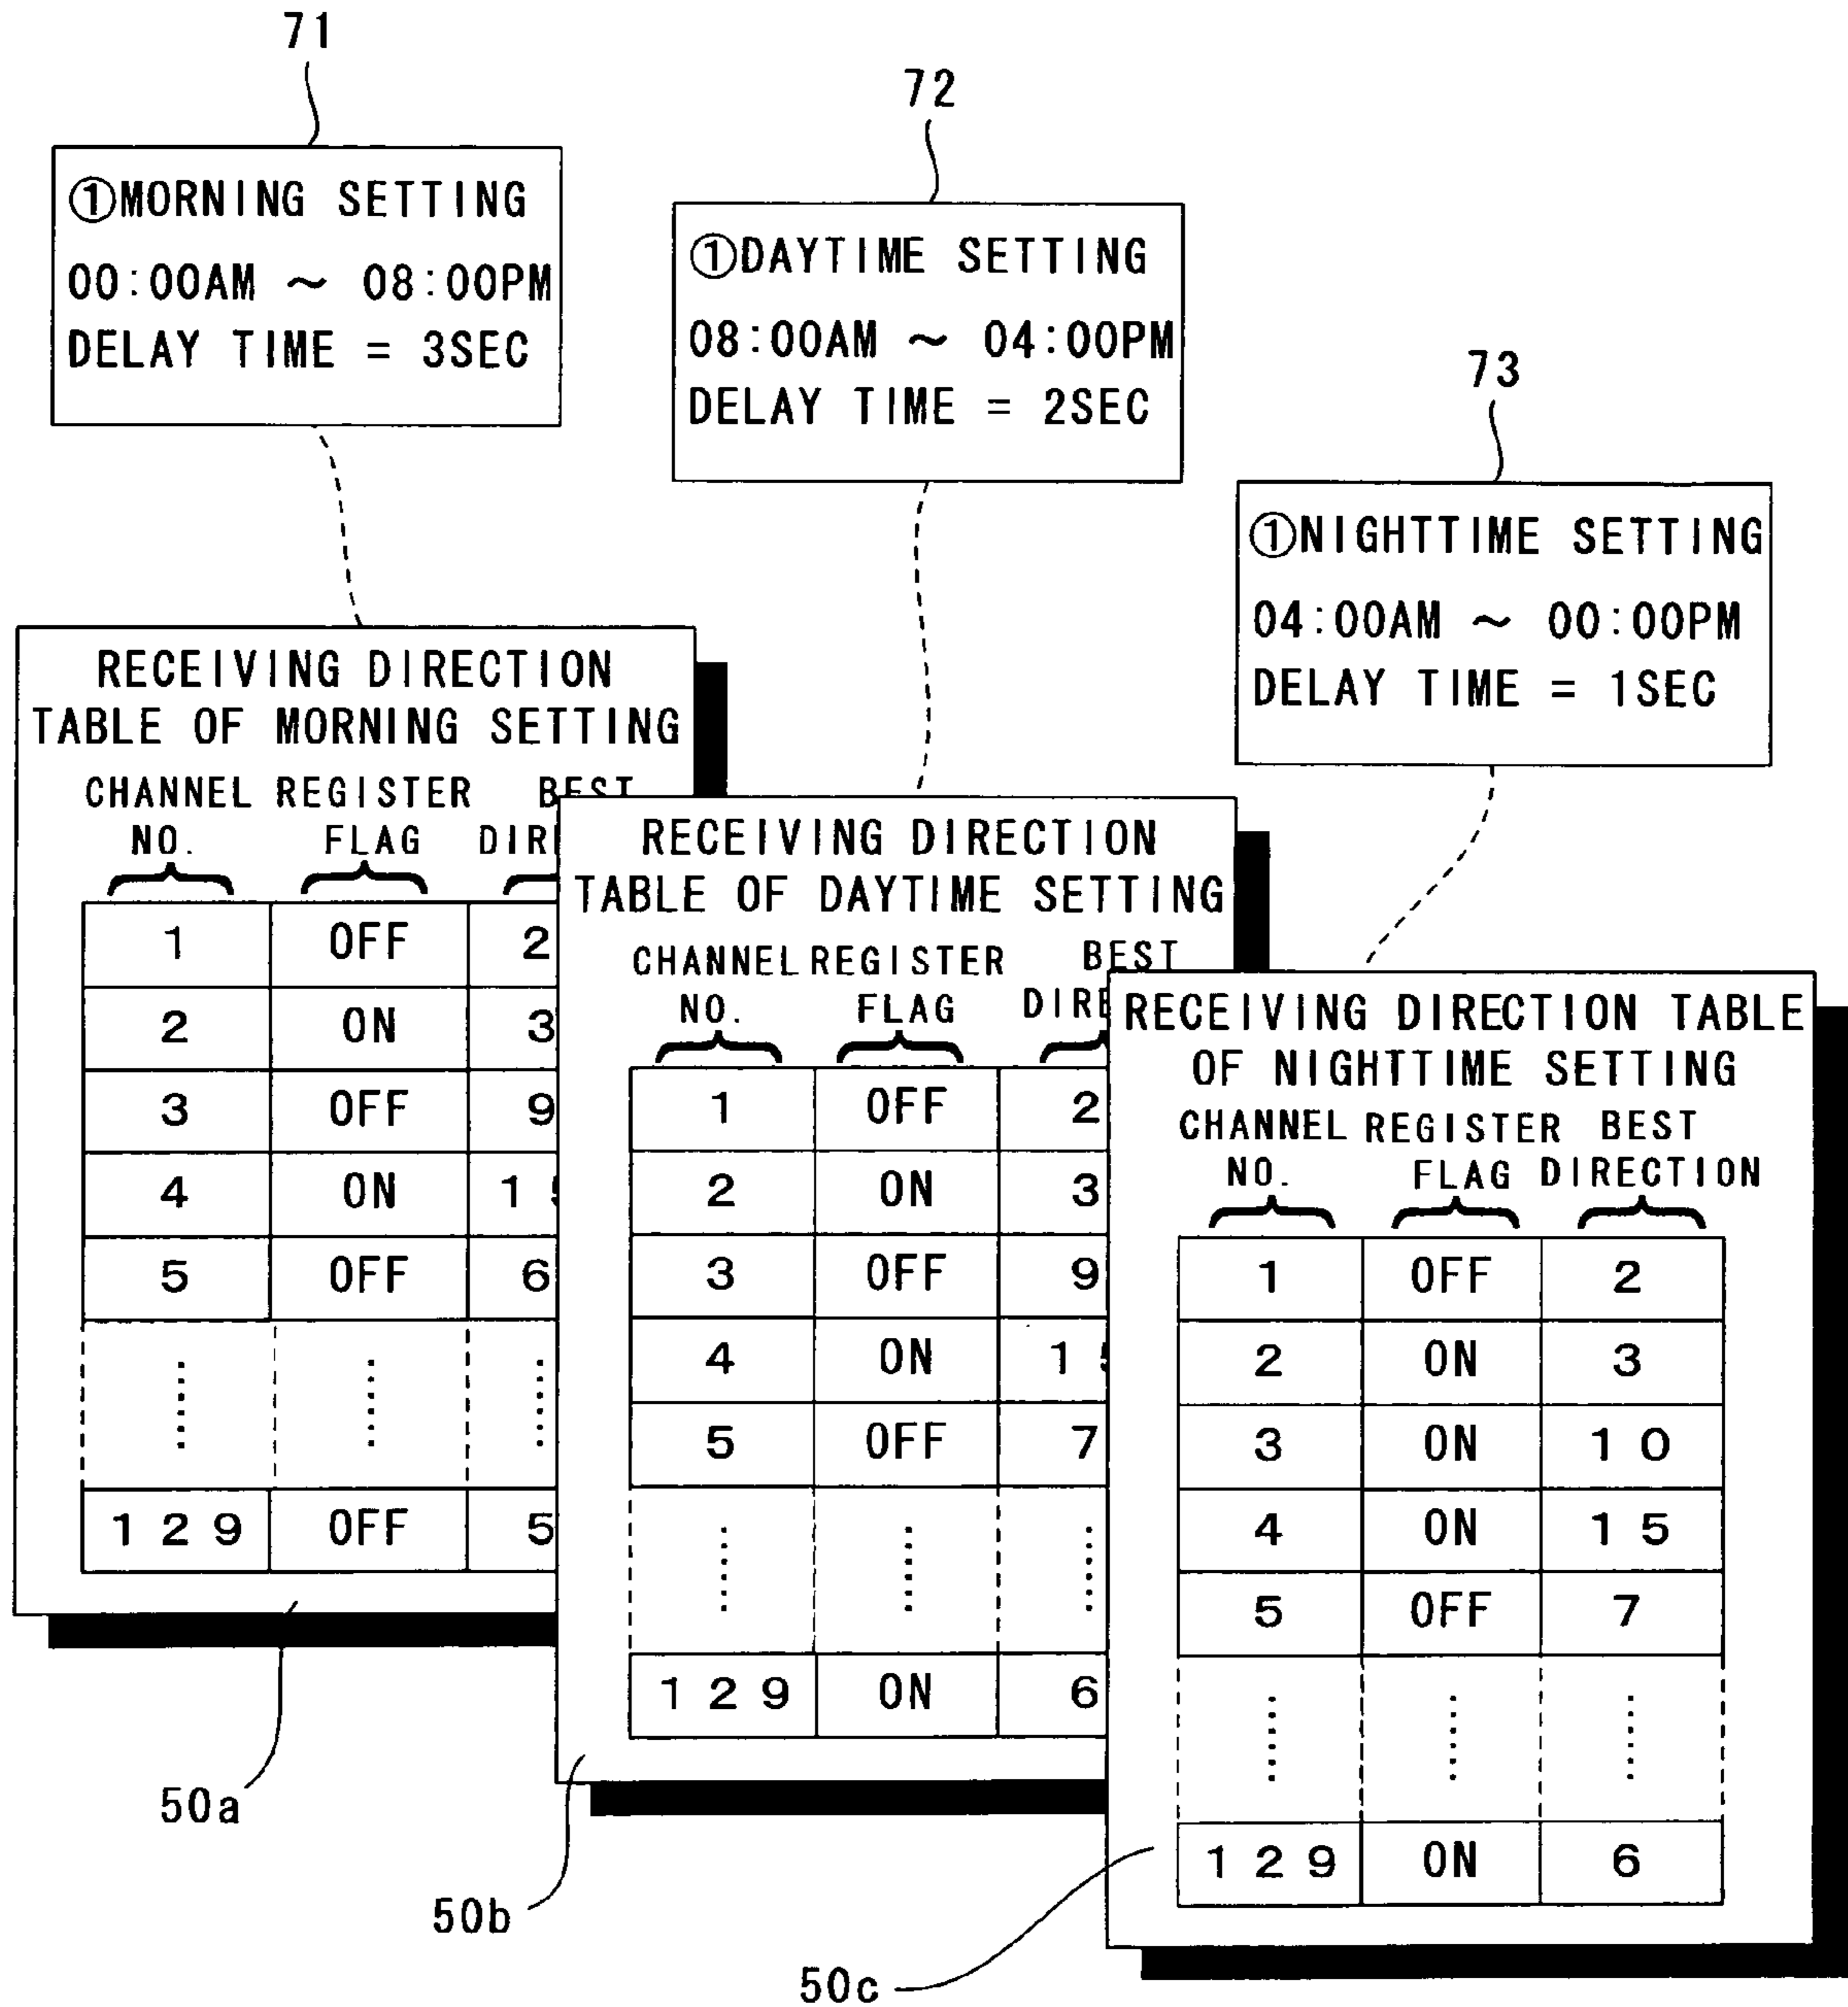 71
①MORNING SETTING
00:00AM ~ 08:00PM
DELAY TIME = 3SEC
72
①DAYTIME SETTING
08:00AM ~ 04:00PM
DELAY TIME = 2SEC
73
①NIGHTTIME SETTING
04:00AM ~ 00:00PM
DELAY TIME = 1SEC
RECEIVING DIRECTION
TABLE OF MORNING SETTING
CHANNEL REGISTER BEST
NO. FLAG
1 OFF 2
2 ON 3
3 OFF 9
4 ON 1
5 OFF 6
129 OFF 5
50a
RECEIVING DIRECTION
TABLE OF DAYTIME SETTING
CHANNEL REGISTER BEST
NO. FLAG
1 OFF 2
2 ON 3
3 OFF 9
4 ON 15
5 OFF 7
129 ON 6
50b
RECEIVING DIRECTION TABLE
OF NIGHTTIME SETTING
CHANNEL REGISTER BEST
NO. FLAG DIRECTION
1 OFF 2
2 ON 3
3 ON 10
4 ON 15
5 OFF 7
129 ON 6
50c